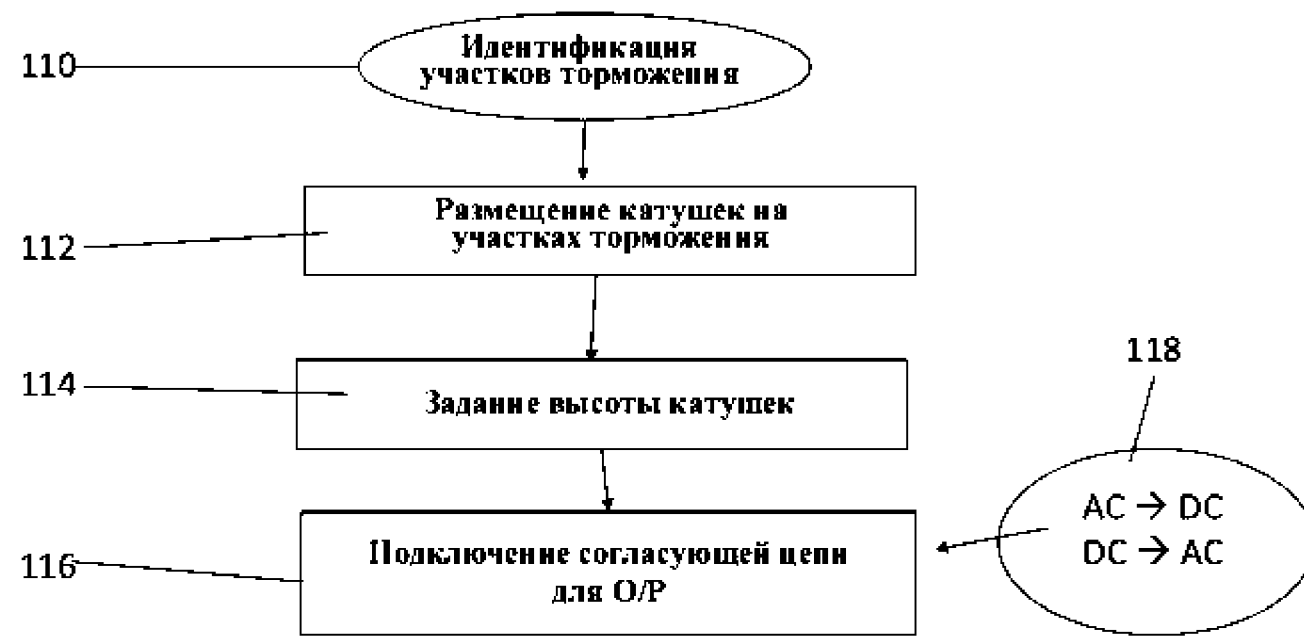 110
Идентификация
участков торможения
112
Размещение катушек на
участках торможения
114
Задание высоты катушек
118
AC → DC
DC → AC
116
Подключение согласующей цепи
для О/Р